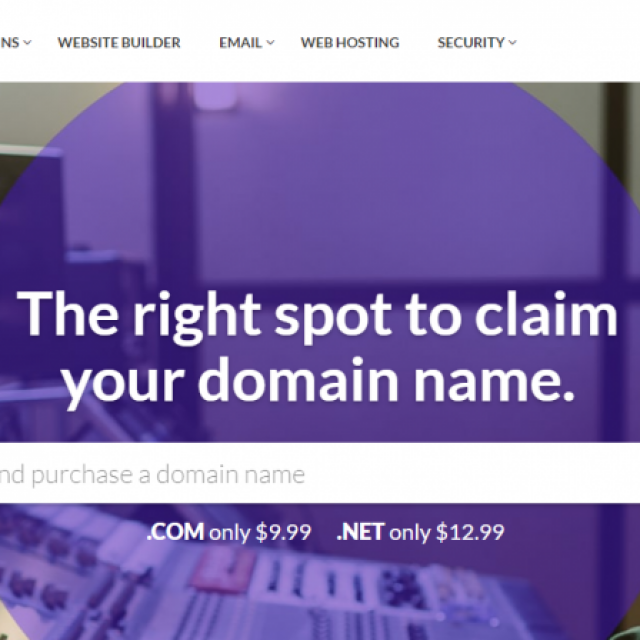 NS WEBSITE BUILDER EMAIL WEB HOSTING SECURITY
The right spot to claim
your domain name.
nd purchase a domain name
.COM only $9.99 .NET only $12.99